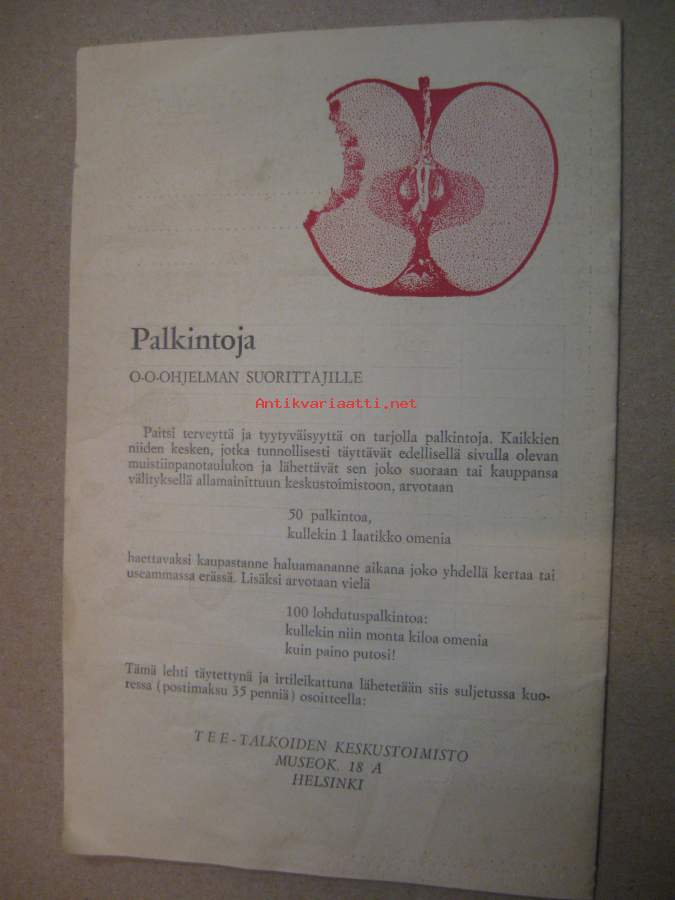 Palkintoja
O-O-OHJELMAN SUORITTAJILLE
Antikvariaatti.net
Paitsi terveyttä ja tyytyväisyyttä on tarjolla palkintoja. Kaikkien
niiden kesken, jotka tunnollisesti täyttävät edellisellä sivulla olevan
muistiinpanotaulukon ja lähettävät sen joko suoraan tai kauppansa
välityksellä allamainittuun keskustoimistoon, arvotaan
50 palkintoa,
kullekin 1 laatikko omenia
haettavaksi kaupastanne haluamananne aikana joko yhdellä kertaa tai
useammassa erässä. Lisäksi arvotaan vielä
100 lohdutuspalkintoa:
kullekin niin monta kiloa omenia
kuin paino putosi!
Tämä lehti täytettynä ja irtileikattuna lähetetään siis suljetussa kuo-
ressa (postimaksu 35 penniä) osoitteella:
TEE-TALKOIDEN KESKUSTOIMISTO
MUSEOK. 18 A
HELSINKI